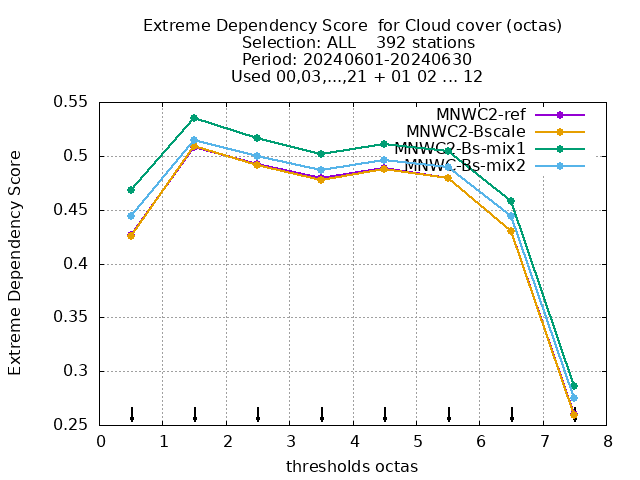 Extreme Dependency Score  for Cloud cover (octas)
Selection: ALL    392 stations
Period: 20240601-20240630
Used 00,03,...,21 + 01 02 ... 12
MNWC2-ref
MNWC2-Bscale
MNWC2-Bs-mix1
MNWC-Bs-mix2
0.55
0.5
0.45
0.4
0.35
0.3
0.25
Extreme Dependency Score
0 1 2 3 4 5 6 7 8
thresholds octas